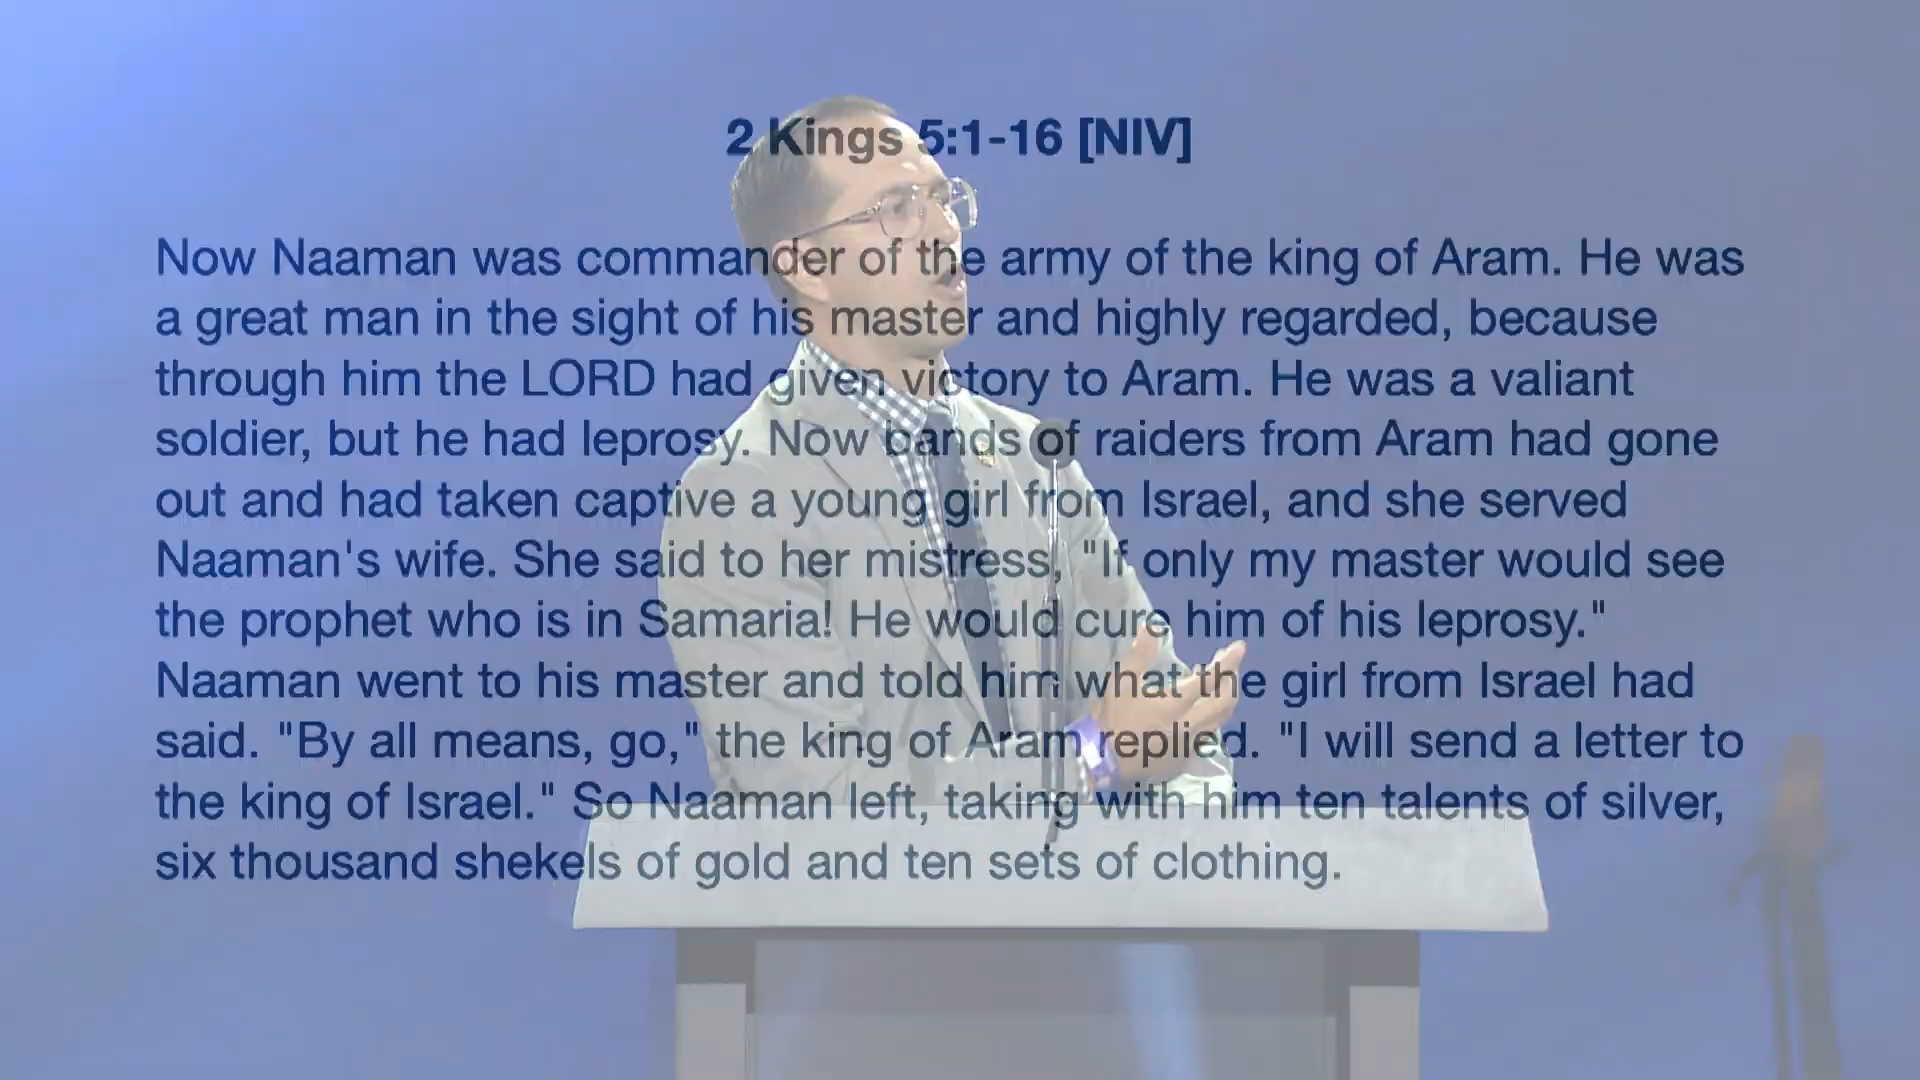 2 Kings 5:1-16 [NIV]
Now Naaman was commander of the army of the king of Aram. He was
a great man in the sight of his master and highly regarded, because
through him the LORD had given victory to Aram. He was a valiant
soldier, but he had leprosy. Now bands of raiders from Aram had gone
out and had taken captive a young girl from Israel, and she served
Naaman's wife. She said to her mistress, "If only my master would see
the prophet who is in Samaria! He would cure him of his leprosy."
Naaman went to his master and told him what the girl from Israel had
said. "By all means, go," the king of Aram replied. "I will send a letter to
the king of Israel." So Naaman left, taking with him ten talents of silver,
six thousand shekels of gold and ten sets of clothing.